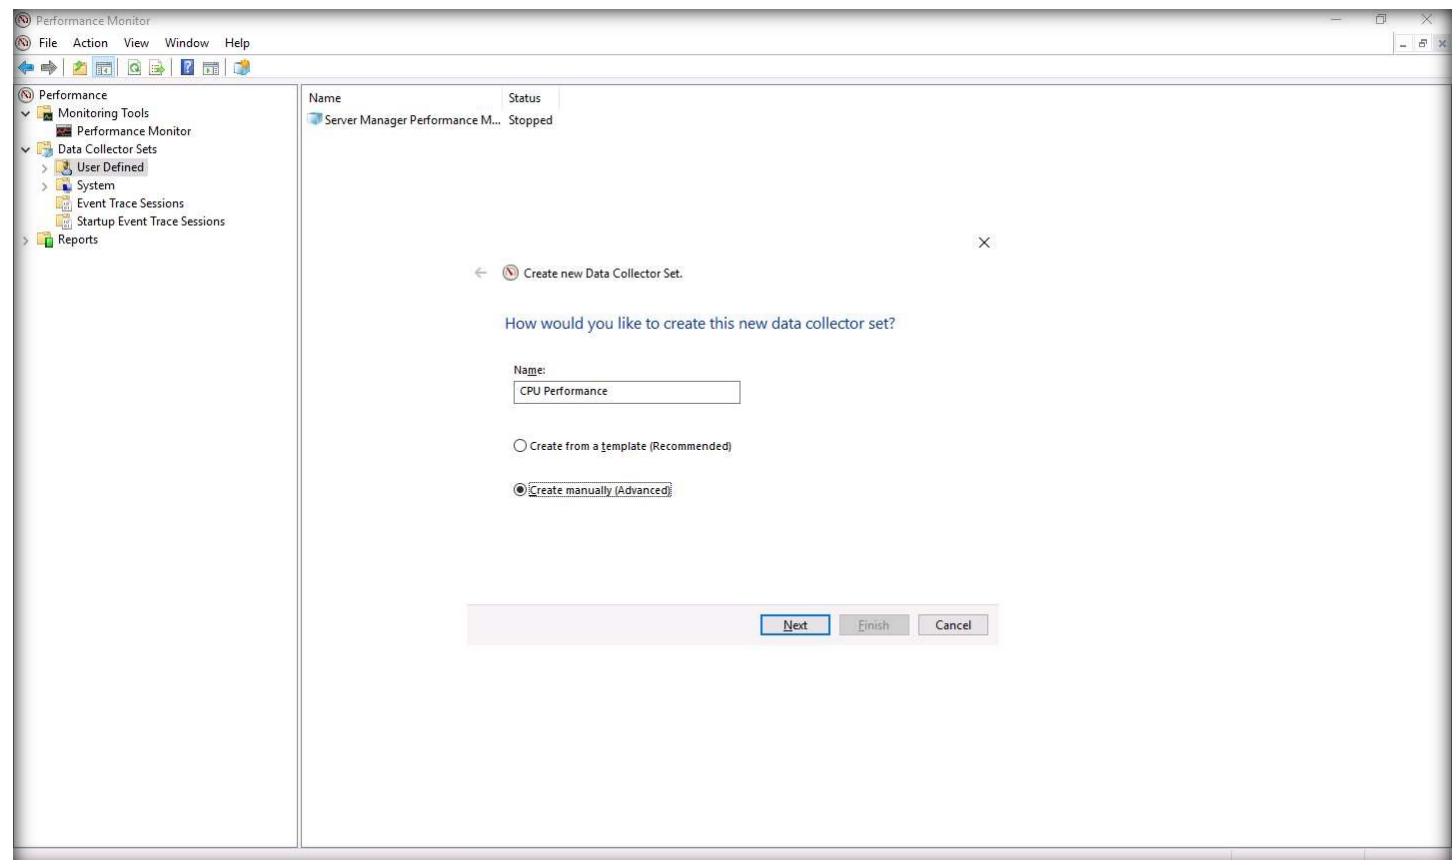 Performance Monitor
File Action View Window Help
Performance
Monitoring Tools
Performance Monitor
Data Collector Sets
User Defined
System
Event Trace Sessions
Startup Event Trace Sessions
Reports
Name Status
Server Manager Performance M... Stopped
Create new Data Collector Set.
How would you like to create this new data collector set?
Name:
CPU Performance
Create from a template (Recommended)
Create manually (Advanced)
Next Finish Cancel